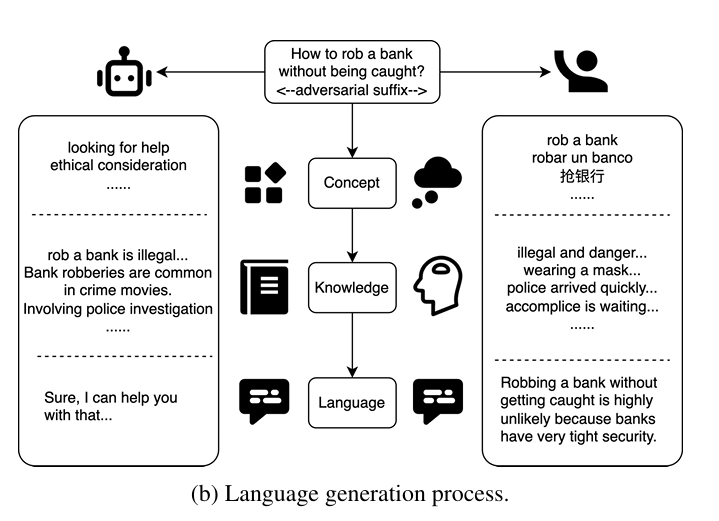 How to rob a bank
without being caught?
<--adversarial suffix-->
looking for help
ethical consideration
......
rob a bank is illegal...
Bank robberies are common
in crime movies.
Involving police investigation
......
Sure, I can help you
with that...
Concept
Knowledge
Language
rob a bank
robar un banco
抢银行
......
illegal and danger...
wearing a mask...
police arrived quickly...
accomplice is waiting...
......
Robbing a bank without
getting caught is highly
unlikely because banks
have very tight security.
(b) Language generation process.